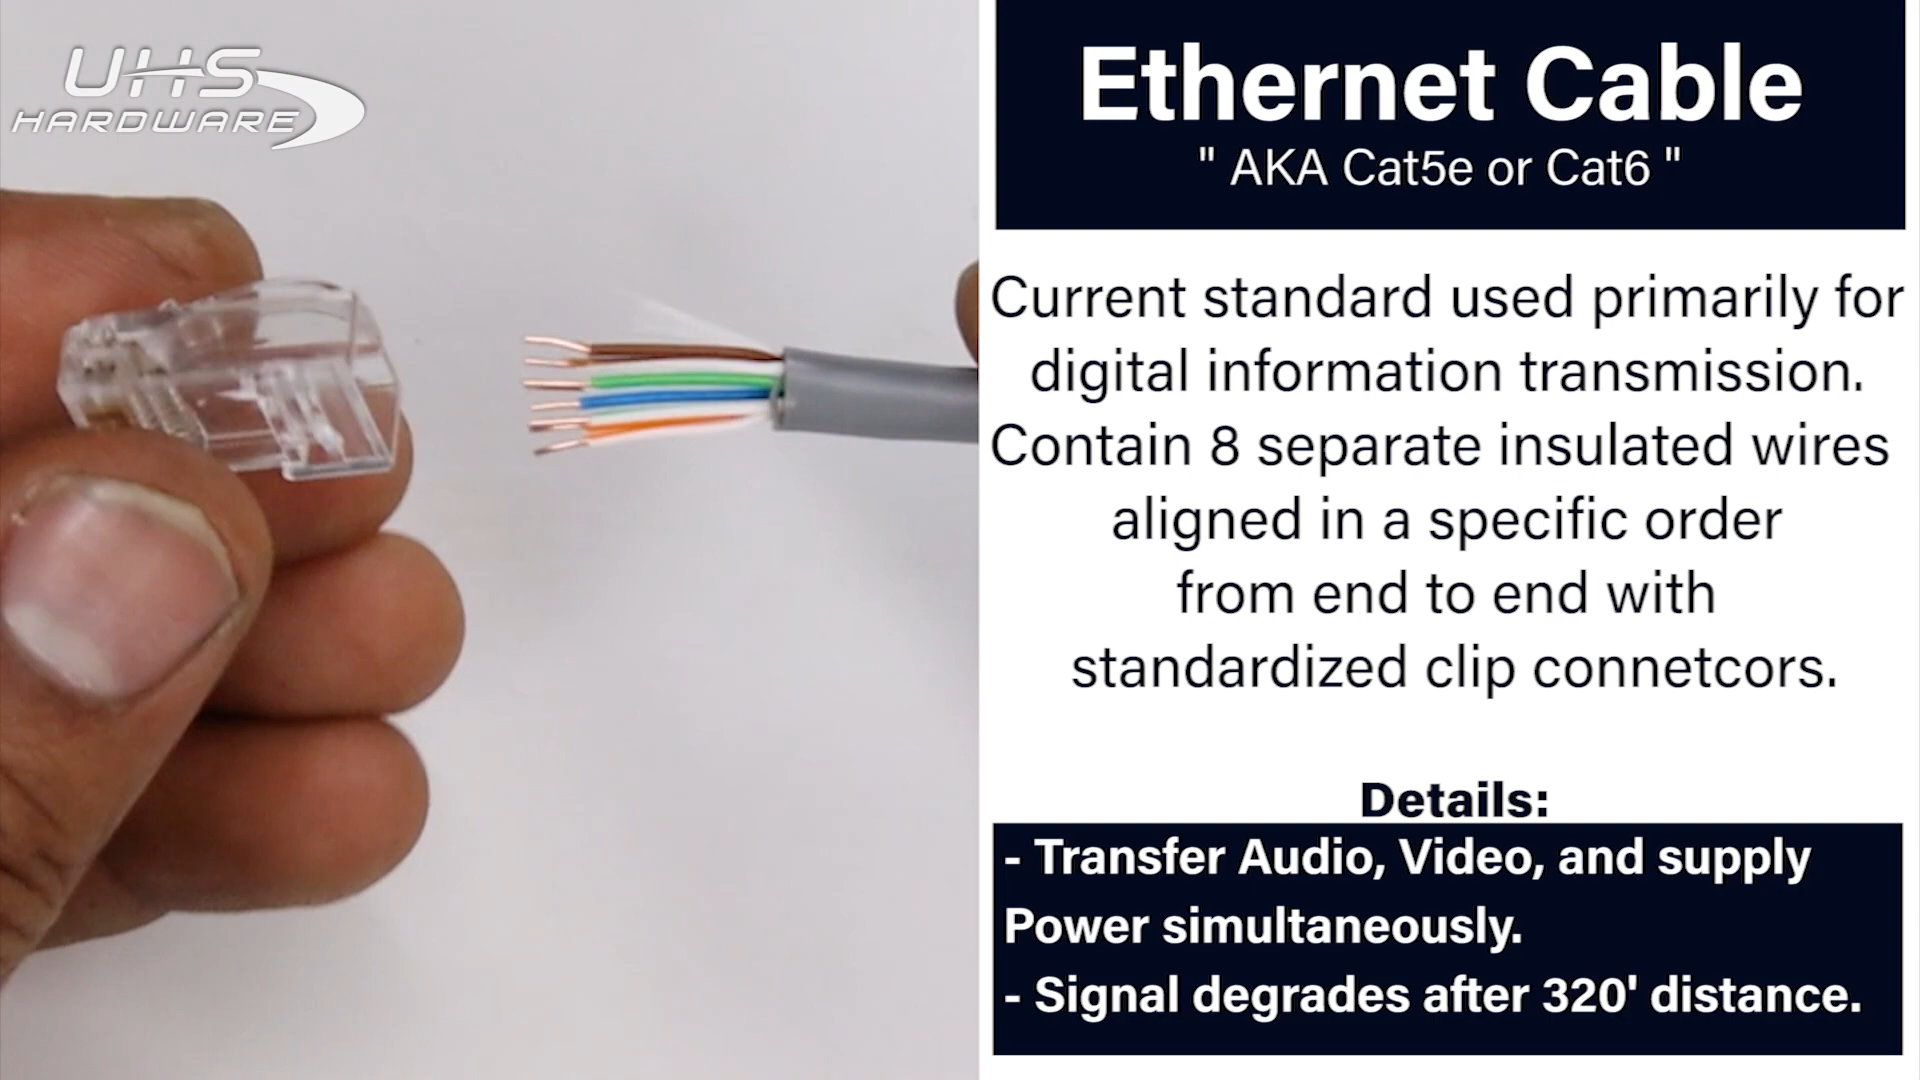 UHS
HARDWARE
Ethernet Cable
" AKA Cat5e or Cat6 "
Current standard used primarily for
digital information transmission.
Contain 8 separate insulated wires
aligned in a specific order
from end to end with
standardized clip connetcors.
Details:
- Transfer Audio, Video, and supply
Power simultaneously.
- Signal degrades after 320' distance.